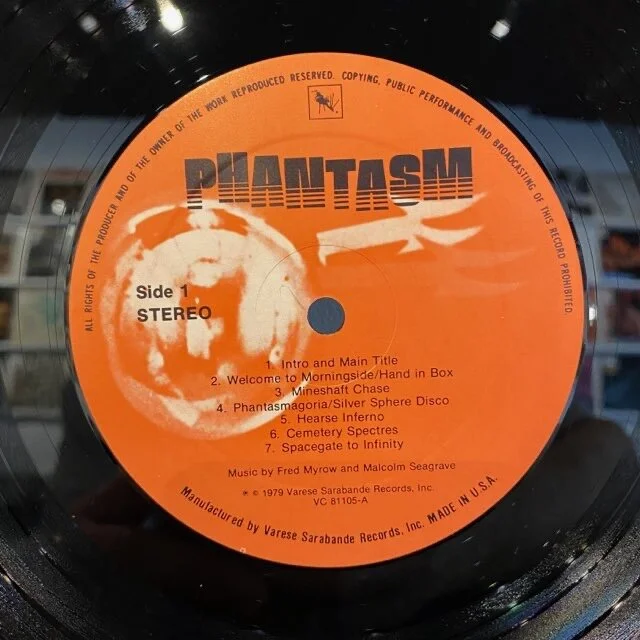 ALL RIGHTS OF THE PRODUCER AND OF THE OWNER OF THE WORK REPRODUCED RESERVED. COPYING, PUBLIC PERFORMANCE AND BROADCASTING OF THIS RECORD PROHIBITED.
PHANTASM
Side 1
STEREO
1. Intro and Main Title
2. Welcome to Morningside/Hand in Box
3. Mineshaft Chase
4. Phantasmagoria/Silver Sphere Disco
5. Hearse Inferno
6. Cemetery Spectres
7. Spacegate to Infinity
Music by Fred Myrow and Malcolm Seagrave
* © 1979 Varese Sarabande Records, Inc.
VC 81105-A
Manufactured by Varese Sarabande Records, Inc. MADE IN U.S.A.